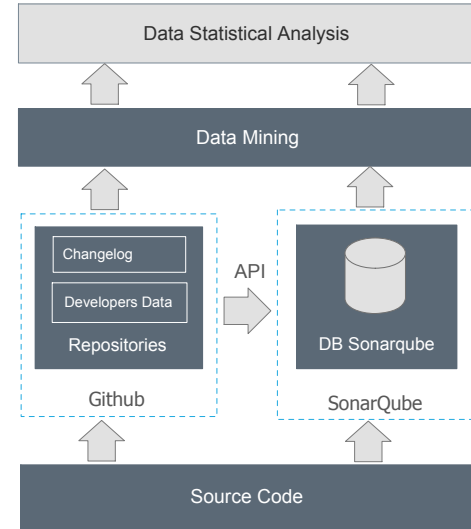 Data Statistical Analysis
Data Mining
Changelog
Developers Data
Repositories
Github
API
DB Sonarqube
SonarQube
Source Code